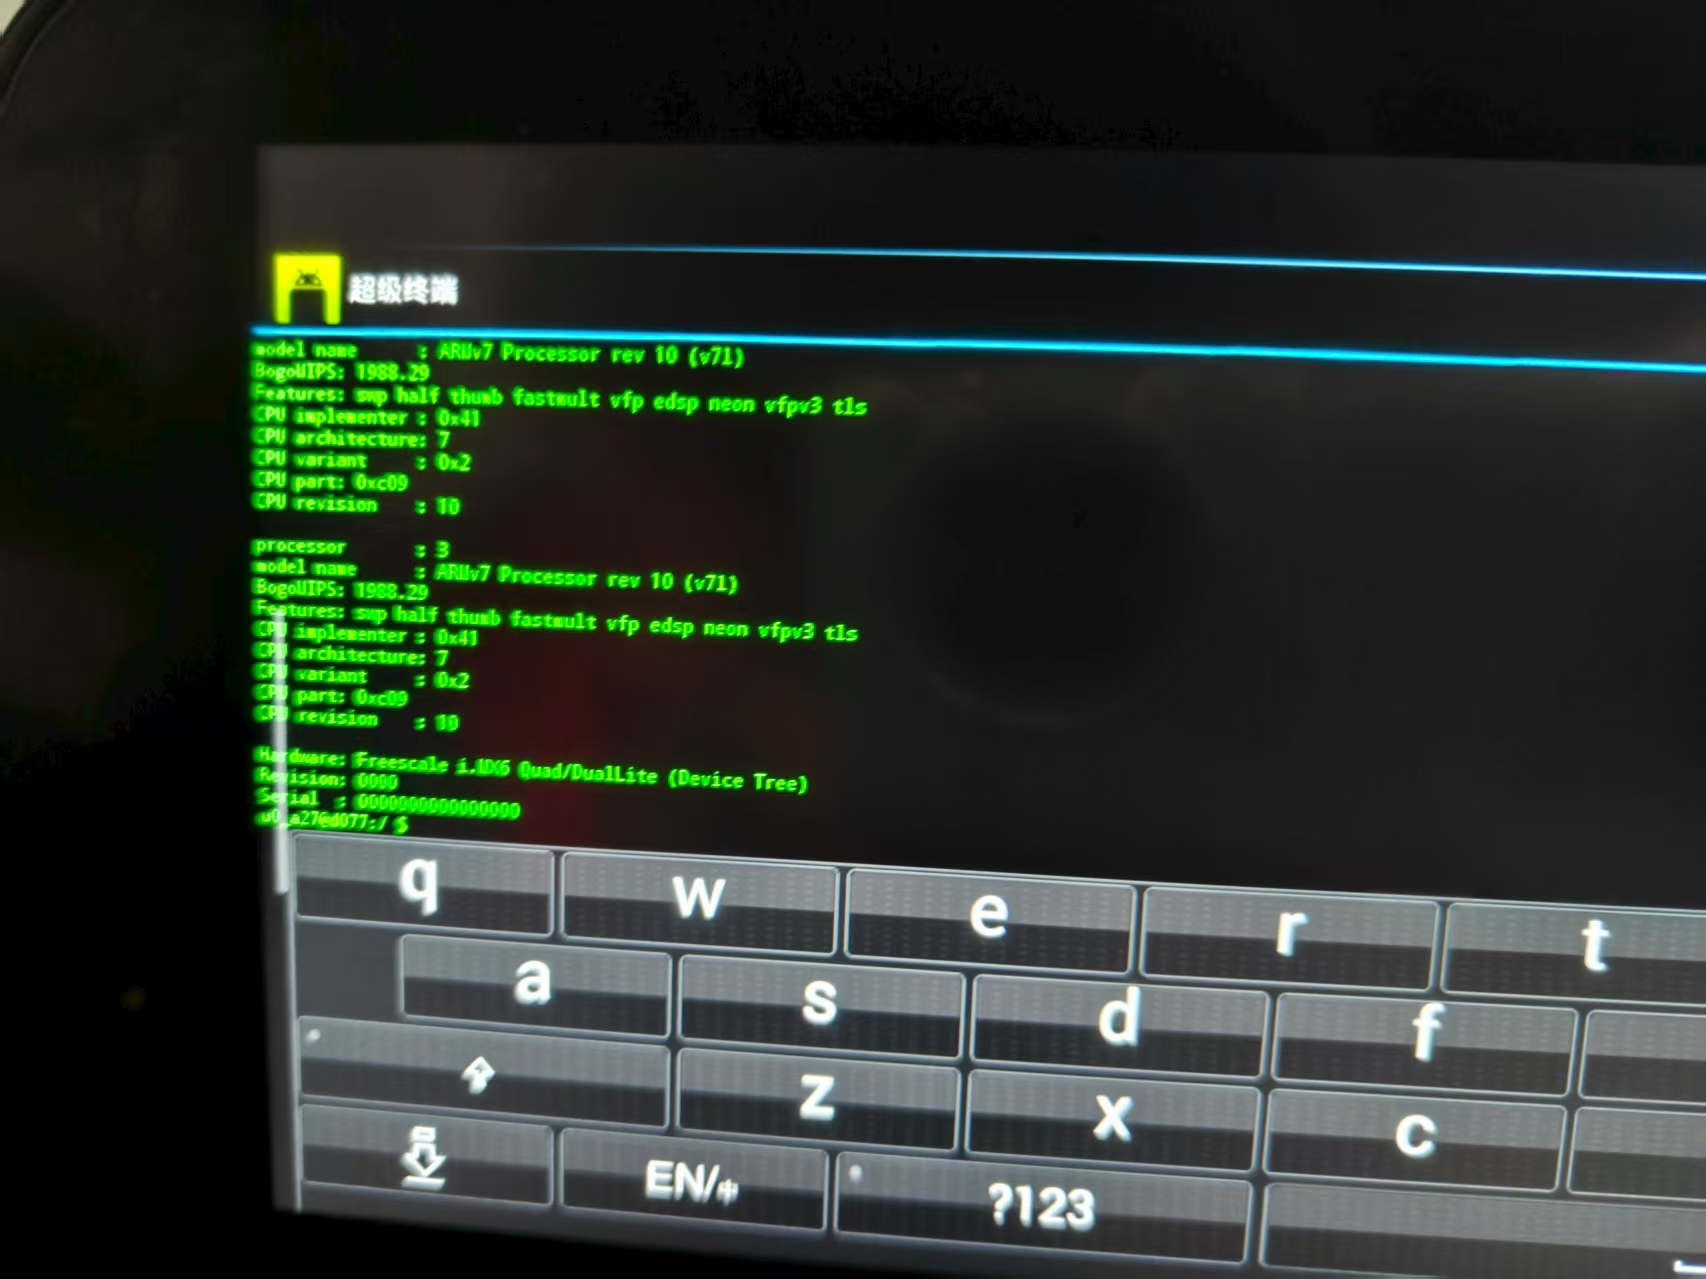 超级终端
model name : ARMv7 Processor rev 10 (v7l)
BogoMIPS: 1988.29
Features: swp half thumb fastmult vfp edsp neon vfpv3 tls
CPU implementer : 0x41
CPU architecture: 7
CPU variant : 0x2
CPU part: 0xc09
CPU revision : 10
processor : 3
model name : ARMv7 Processor rev 10 (v7l)
BogoMIPS: 1988.29
Features: swp half thumb fastmult vfp edsp neon vfpv3 tls
CPU implementer : 0x41
CPU architecture: 7
CPU variant : 0x2
CPU part: 0xc09
CPU revision : 10
Hardware: Freescale i.MX6 Quad/DualLite (Device Tree)
Revision: 0000
Serial : 0000000000000000
u0_a27@d077:/ $
q w e r t
a s d f
z x c
EN/中 ?123